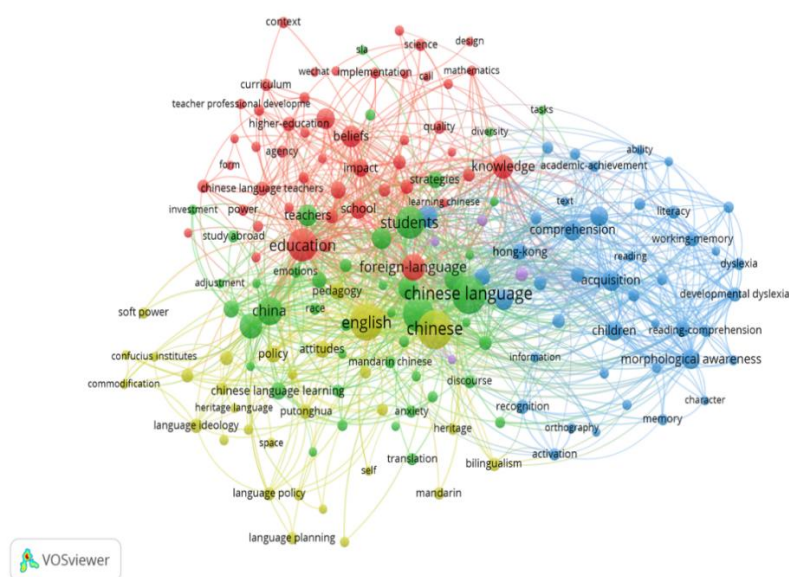 context
sla
science
design
wechat
implementation
call
mathematics
curriculum
teacher professional developme
tasks
higher-education
beliefs
quality
diversity
agency
ability
form
impact
knowledge
academic-achievement
strategies
chinese language teachers
learning chinese
text
investment
power
school
teachers
students
literacy
comprehension
study abroad
education
working-memory
hong-kong
reading
dyslexia
emotions
foreign-language
adjustment
acquisition
pedagogy
chinese language
developmental dyslexia
soft power
china
race
english
chinese
children
reading-comprehension
confucius institutes
policy
attitudes
mandarin chinese
information
morphological awareness
commodification
chinese language learning
discourse
heritage language
putonghua
anxiety
recognition
character
language ideology
heritage
orthography
memory
space
activation
self
translation
bilingualism
language policy
mandarin
language planning
VOSviewer